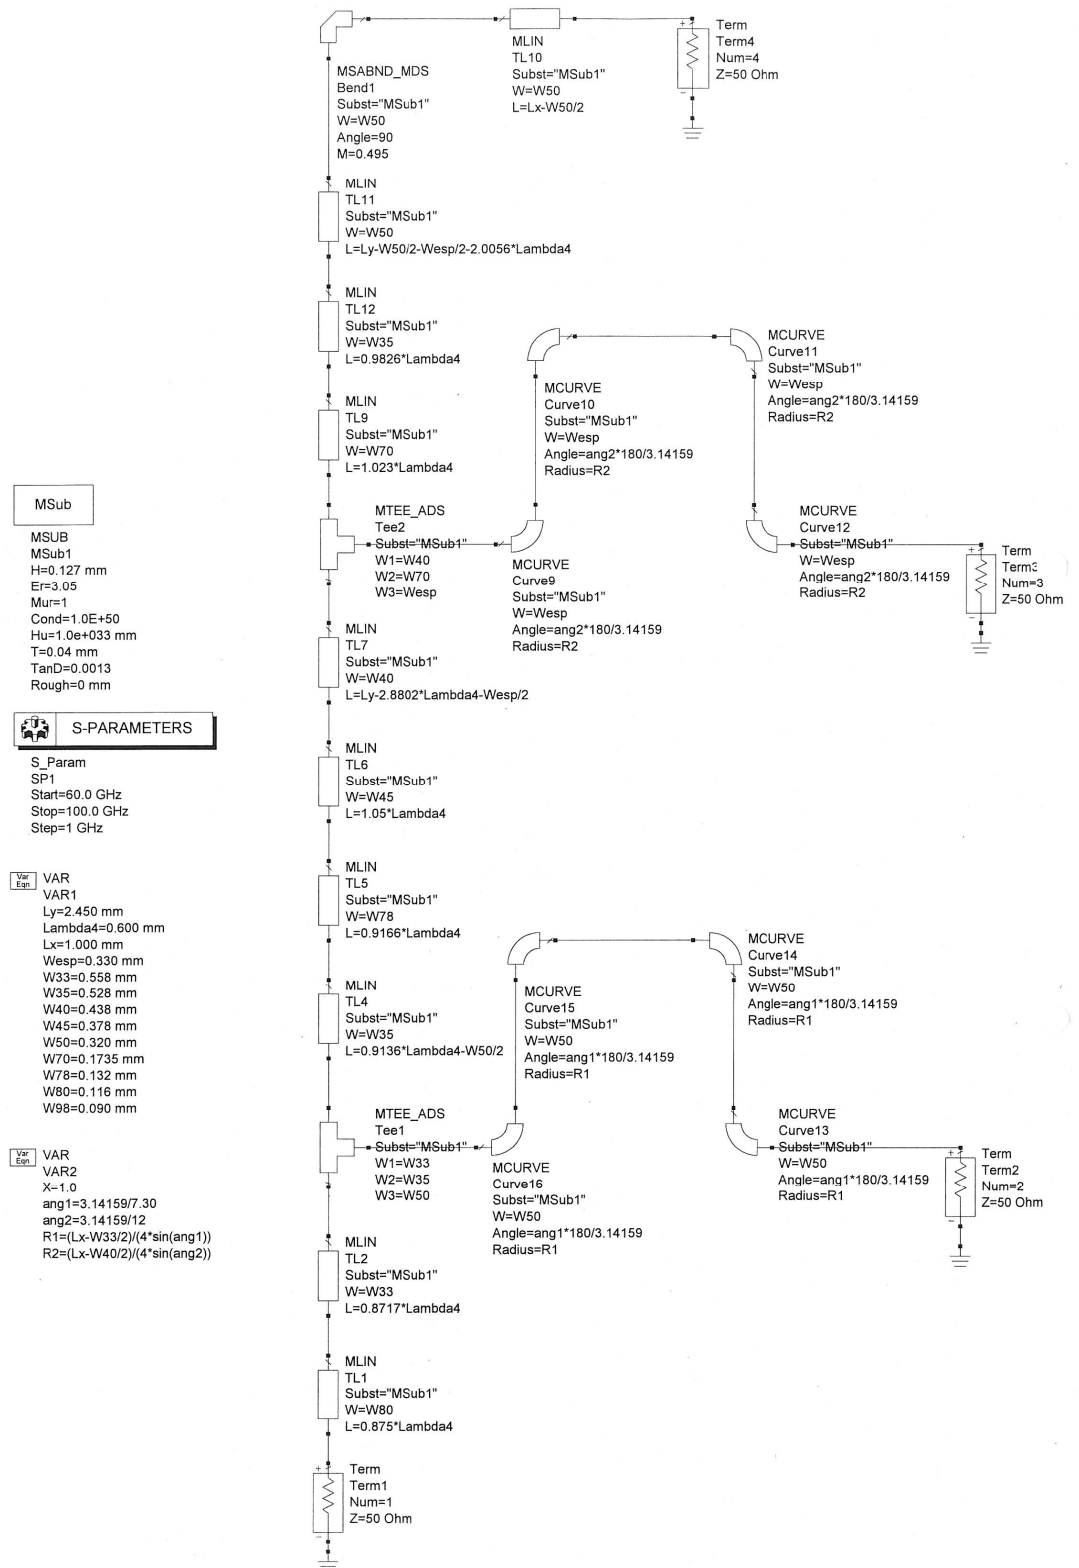 Term
Term4
Num=4
Z=50 Ohm
MLIN
TL10
Subst="MSub1"
W=W50
L=Lx-W50/2
MSABND_MDS
Bend1
Subst="MSub1"
W=W50
Angle=90
M=0.495
MLIN
TL11
Subst="MSub1"
W=W50
L=Ly-W50/2-Wesp/2-2.0056*Lambda4
MLIN
TL12
Subst="MSub1"
W=W35
L=0.9826*Lambda4
MCURVE
Curve11
Subst="MSub1"
W=Wesp
Angle=ang2*180/3.14159
Radius=R2
MCURVE
Curve10
Subst="MSub1"
W=Wesp
Angle=ang2*180/3.14159
Radius=R2
MLIN
TL9
Subst="MSub1"
W=W70
L=1.023*Lambda4
MTEE_ADS
Tee2
Subst="MSub1"
W1=W40
W2=W70
W3=Wesp
MCURVE
Curve9
Subst="MSub1"
W=Wesp
Angle=ang2*180/3.14159
Radius=R2
MCURVE
Curve12
Subst="MSub1"
W=Wesp
Angle=ang2*180/3.14159
Radius=R2
Term
Term3
Num=3
Z=50 Ohm
MSub
MSUB
MSub1
H=0.127 mm
Er=3.05
Mur=1
Cond=1.0E+50
Hu=1.0e+033 mm
T=0.04 mm
TanD=0.0013
Rough=0 mm
MLIN
TL7
Subst="MSub1"
W=W40
L=Ly-2.8802*Lambda4-Wesp/2
S-PARAMETERS
S_Param
SP1
Start=60.0 GHz
Stop=100.0 GHz
Step=1 GHz
MLIN
TL6
Subst="MSub1"
W=W45
L=1.05*Lambda4
Var
Eqn
VAR
VAR1
Ly=2.450 mm
Lambda4=0.600 mm
Lx=1.000 mm
Wesp=0.330 mm
W33=0.558 mm
W35=0.528 mm
W40=0.438 mm
W45=0.378 mm
W50=0.320 mm
W70=0.1735 mm
W78=0.132 mm
W80=0.116 mm
W98=0.090 mm
MLIN
TL5
Subst="MSub1"
W=W78
L=0.9166*Lambda4
MLIN
TL4
Subst="MSub1"
W=W35
L=0.9136*Lambda4-W50/2
MCURVE
Curve14
Subst="MSub1"
W=W50
Angle=ang1*180/3.14159
Radius=R1
MCURVE
Curve15
Subst="MSub1"
W=W50
Angle=ang1*180/3.14159
Radius=R1
Var
Eqn
VAR
VAR2
X=1.0
ang1=3.14159/7.30
ang2=3.14159/12
R1=(Lx-W33/2)/(4*sin(ang1))
R2=(Lx-W40/2)/(4*sin(ang2))
MTEE_ADS
Tee1
Subst="MSub1"
W1=W33
W2=W35
W3=W50
MCURVE
Curve16
Subst="MSub1"
W=W50
Angle=ang1*180/3.14159
Radius=R1
MCURVE
Curve13
Subst="MSub1"
W=W50
Angle=ang1*180/3.14159
Radius=R1
Term
Term2
Num=2
Z=50 Ohm
MLIN
TL2
Subst="MSub1"
W=W33
L=0.8717*Lambda4
MLIN
TL1
Subst="MSub1"
W=W80
L=0.875*Lambda4
Term
Term1
Num=1
Z=50 Ohm